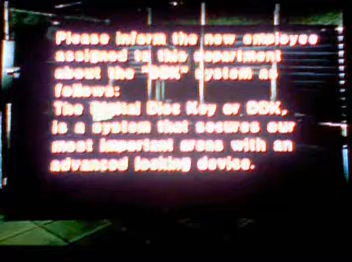 Please inform the new employee
assigned to this department
about the "DDK" system as
follows:
The Digital Disc Key or DDK,
is a system that secures our
most important areas with an
advanced locking device.